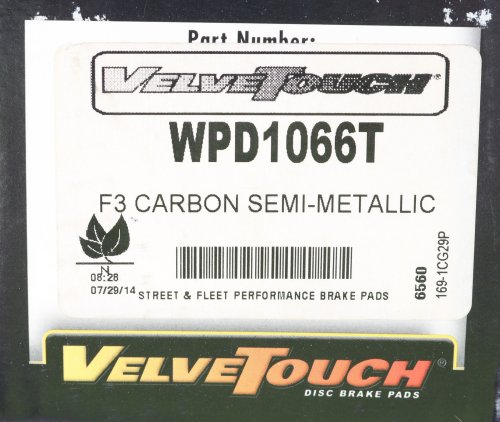 Part Number:
VELVETOUCH®
WPD1066T
F3 CARBON SEMI-METALLIC
N
08:28
07/29/14
STREET & FLEET PERFORMANCE BRAKE PADS
6560
169-1CG29P
VELVETOUCH®
DISC BRAKE PADS